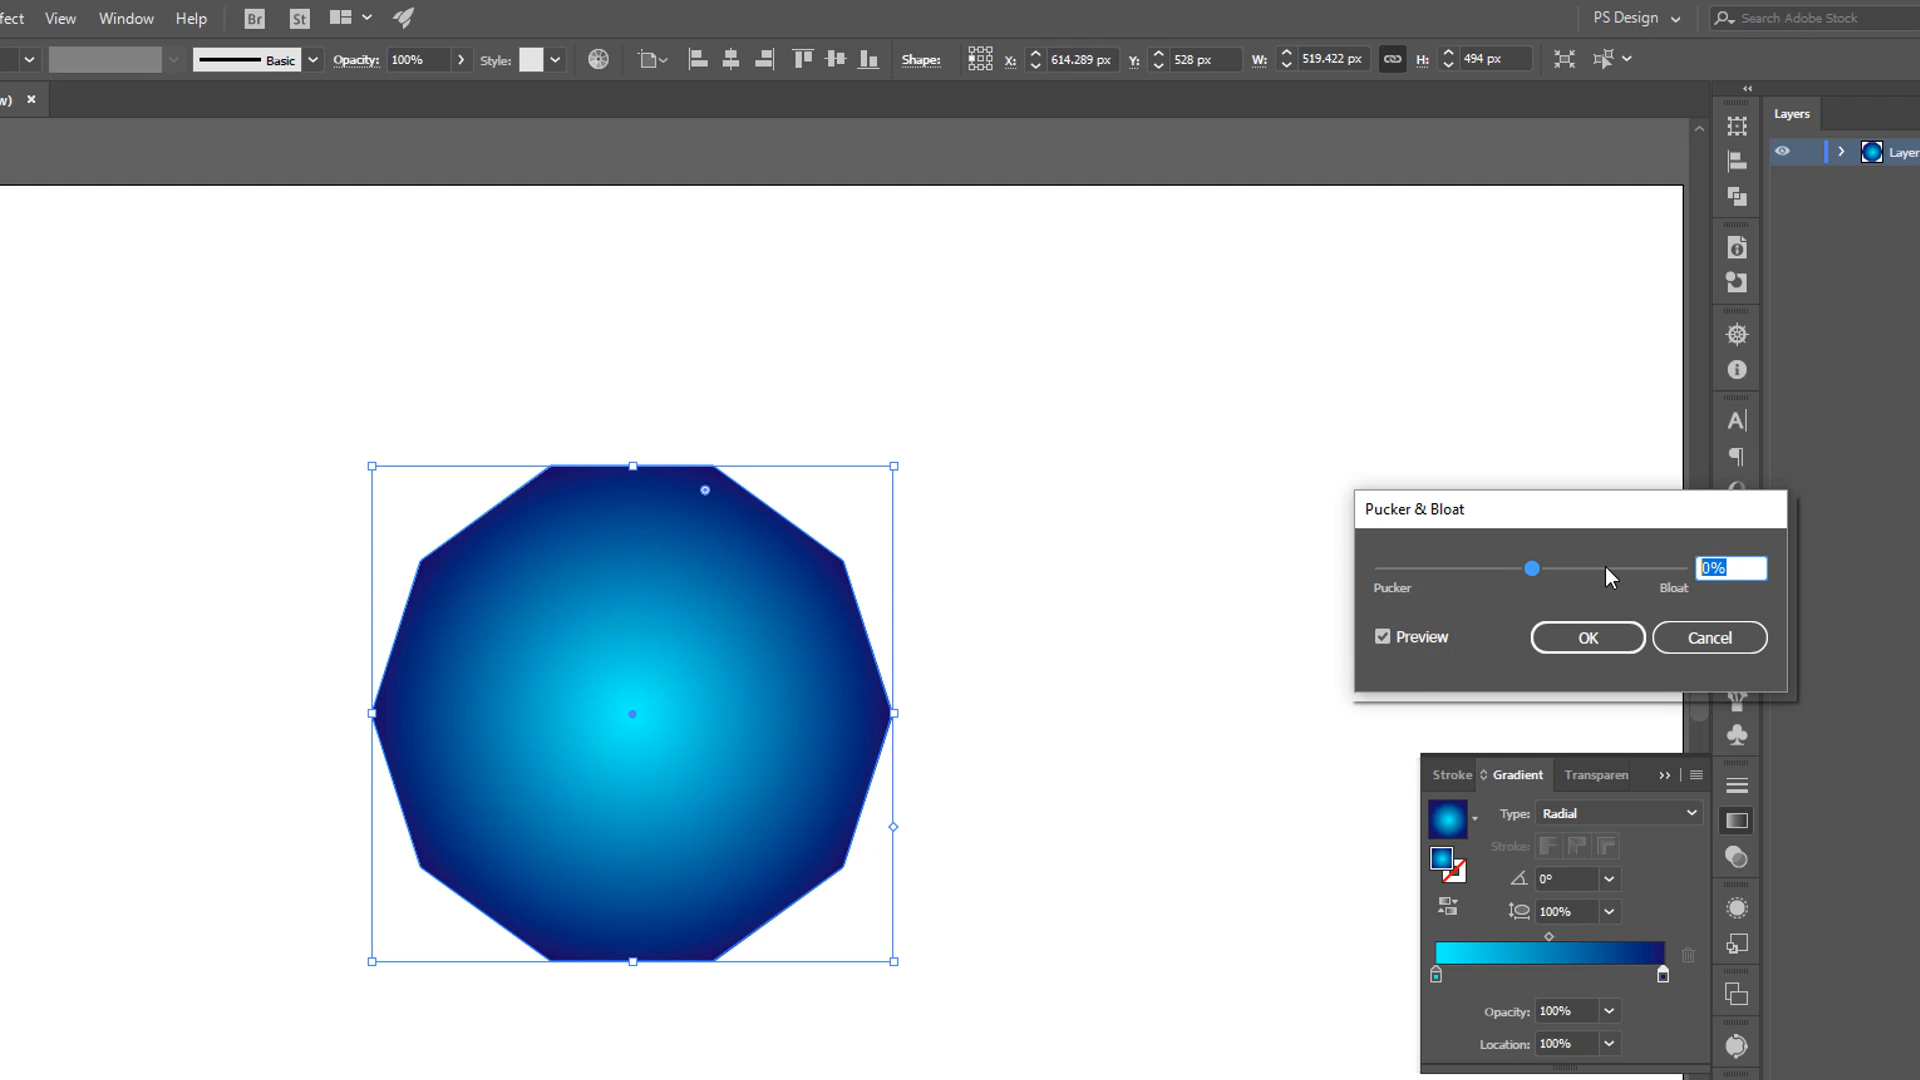 fect View Window Help Br St PS Design Search Adobe Stock
Basic Opacity: 100% Style: Shape: X: 614.289 px Y: 528 px W: 519.422 px H: 494 px
w) ×
Layers
Layer
Pucker & Bloat
0%
Pucker Bloat
Preview OK Cancel
Stroke Gradient Transparen
Type: Radial
Stroke:
0°
100%
Opacity: 100%
Location: 100%